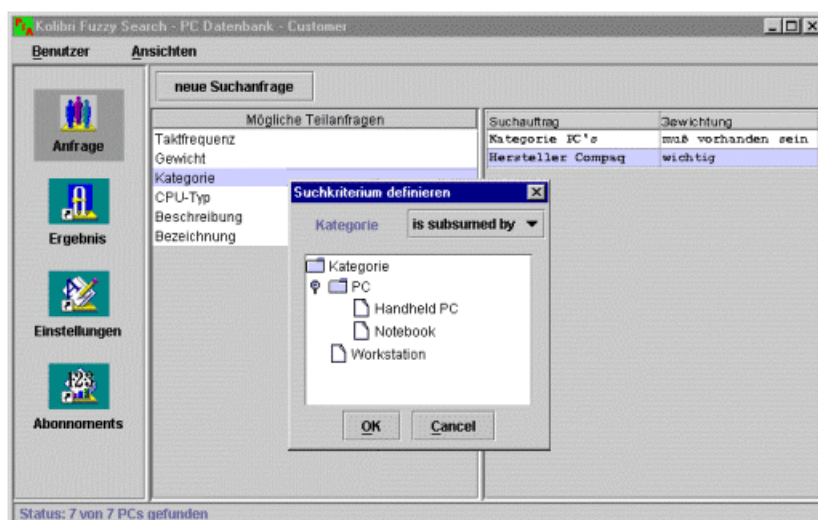 Kolibri Fuzzy Search - PC Datenbank - Customer
Benutzer Ansichten
neue Suchanfrage
Anfrage
Ergebnis
Einstellungen
123
Abonnoments
Mögliche Teilanfragen
Taktfrequenz
Gewicht
Kategorie
CPU-Typ
Beschreibung
Bezeichnung
Suchauftrag Gewichtung
Kategorie PC's muß vorhanden sein
Hersteller Compaq wichtig
Suchkriterium definieren
Kategorie is subsumed by
Kategorie
PC
Handheld PC
Notebook
Workstation
OK Cancel
Status: 7 von 7 PCs gefunden